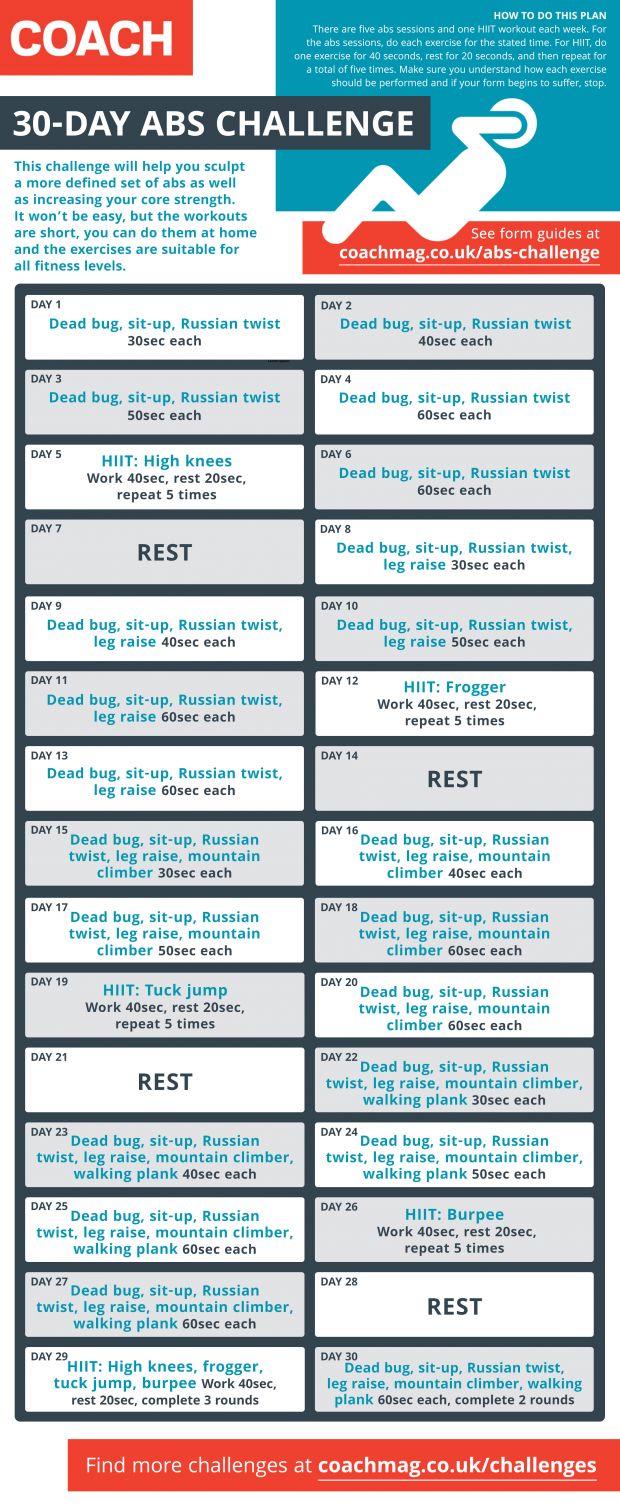 COACH
HOW TO DO THIS PLAN
There are five abs sessions and one HIIT workout each week. For
the abs sessions, do each exercise for the stated time. For HIIT, do
one exercise for 40 seconds, rest for 20 seconds, and then repeat for
a total of five times. Make sure you understand how each exercise
should be performed and if your form begins to suffer, stop.
30-DAY ABS CHALLENGE
This challenge will help you sculpt
a more defined set of abs as well
as increasing your core strength.
It won't be easy, but the workouts
are short, you can do them at home
and the exercises are suitable for
all fitness levels.
See form guides at
coachmag.co.uk/abs-challenge
DAY 1
Dead bug, sit-up, Russian twist
30sec each
DAY 2
Dead bug, sit-up, Russian twist
40sec each
DAY 3
Dead bug, sit-up, Russian twist
50sec each
DAY 4
Dead bug, sit-up, Russian twist
60sec each
DAY 5
HIIT: High knees
Work 40sec, rest 20sec,
repeat 5 times
DAY 6
Dead bug, sit-up, Russian twist
60sec each
DAY 7
REST
DAY 8
Dead bug, sit-up, Russian twist,
leg raise 30sec each
DAY 9
Dead bug, sit-up, Russian twist,
leg raise 40sec each
DAY 10
Dead bug, sit-up, Russian twist,
leg raise 50sec each
DAY 11
Dead bug, sit-up, Russian twist,
leg raise 60sec each
DAY 12
HIIT: Frogger
Work 40sec, rest 20sec,
repeat 5 times
DAY 13
Dead bug, sit-up, Russian twist,
leg raise 60sec each
DAY 14
REST
DAY 15
Dead bug, sit-up, Russian
twist, leg raise, mountain
climber 30sec each
DAY 16
Dead bug, sit-up, Russian
twist, leg raise, mountain
climber 40sec each
DAY 17
Dead bug, sit-up, Russian
twist, leg raise, mountain
climber 50sec each
DAY 18
Dead bug, sit-up, Russian
twist, leg raise, mountain
climber 60sec each
DAY 19
HIIT: Tuck jump
Work 40sec, rest 20sec,
repeat 5 times
DAY 20
Dead bug, sit-up, Russian
twist, leg raise, mountain
climber 60sec each
DAY 21
REST
DAY 22
Dead bug, sit-up, Russian
twist, leg raise, mountain climber,
walking plank 30sec each
DAY 23
Dead bug, sit-up, Russian
twist, leg raise, mountain climber,
walking plank 40sec each
DAY 24
Dead bug, sit-up, Russian
twist, leg raise, mountain climber,
walking plank 50sec each
DAY 25
Dead bug, sit-up, Russian
twist, leg raise, mountain climber,
walking plank 60sec each
DAY 26
HIIT: Burpee
Work 40sec, rest 20sec,
repeat 5 times
DAY 27
Dead bug, sit-up, Russian
twist, leg raise, mountain climber,
walking plank 60sec each
DAY 28
REST
DAY 29
HIIT: High knees, frogger,
tuck jump, burpee Work 40sec,
rest 20sec, complete 3 rounds
DAY 30
Dead bug, sit-up, Russian twist,
leg raise, mountain climber, walking
plank 60sec each, complete 2 rounds
Find more challenges at coachmag.co.uk/challenges